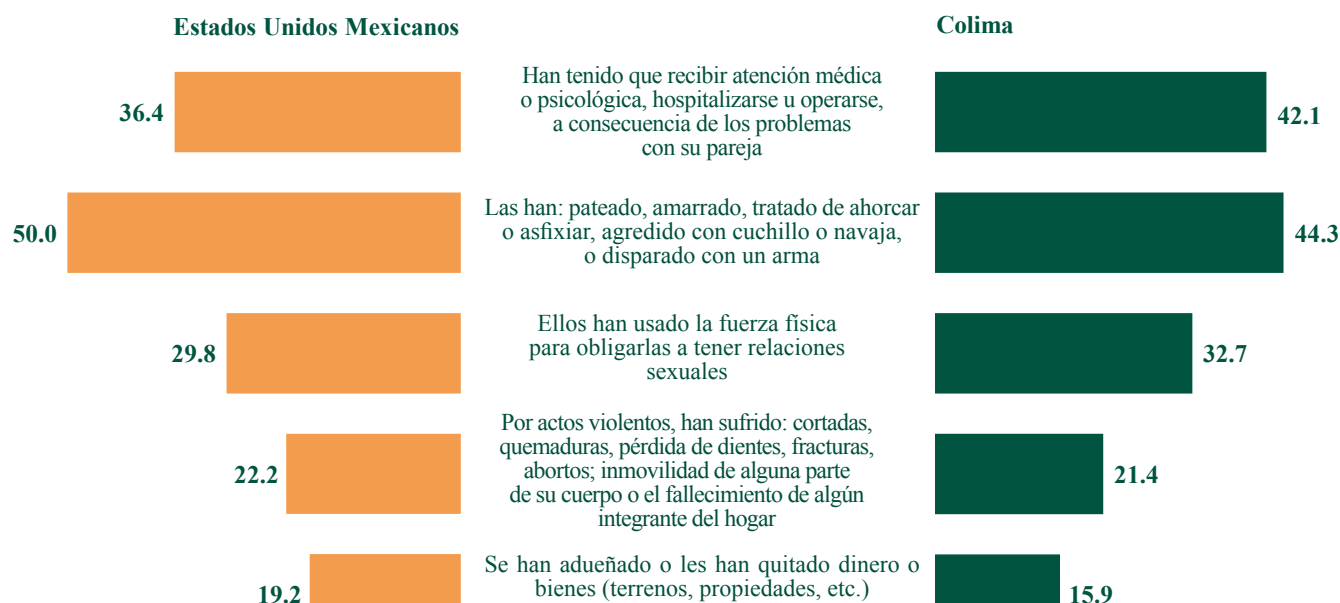 Estados Unidos Mexicanos
Colima
36.4
Han tenido que recibir atención médica
o psicológica, hospitalizarse u operarse,
a consecuencia de los problemas
con su pareja
42.1
50.0
Las han: pateado, amarrado, tratado de ahorcar
o asfixiar, agredido con cuchillo o navaja,
o disparado con un arma
44.3
29.8
Ellos han usado la fuerza física
para obligarlas a tener relaciones
sexuales
32.7
22.2
Por actos violentos, han sufrido: cortadas,
quemaduras, pérdida de dientes, fracturas,
abortos; inmovilidad de alguna parte
de su cuerpo o el fallecimiento de algún
integrante del hogar
21.4
19.2
Se han adueñado o les han quitado dinero o
bienes (terrenos, propiedades, etc.)
15.9